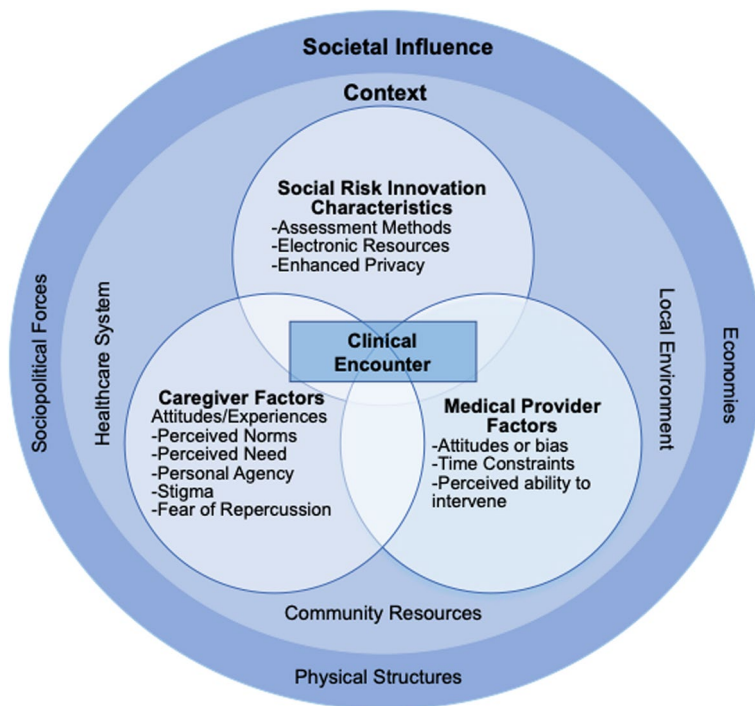 Societal Influence
Context
Social Risk Innovation
Characteristics
-Assessment Methods
-Electronic Resources
-Enhanced Privacy
Sociopolitical Forces
Healthcare System
Local Environment
Economies
Clinical
Encounter
Caregiver Factors
Attitudes/Experiences
-Perceived Norms
-Perceived Need
-Personal Agency
-Stigma
-Fear of Repercussion
Medical Provider
Factors
-Attitudes or bias
-Time Constraints
-Perceived ability to
intervene
Community Resources
Physical Structures